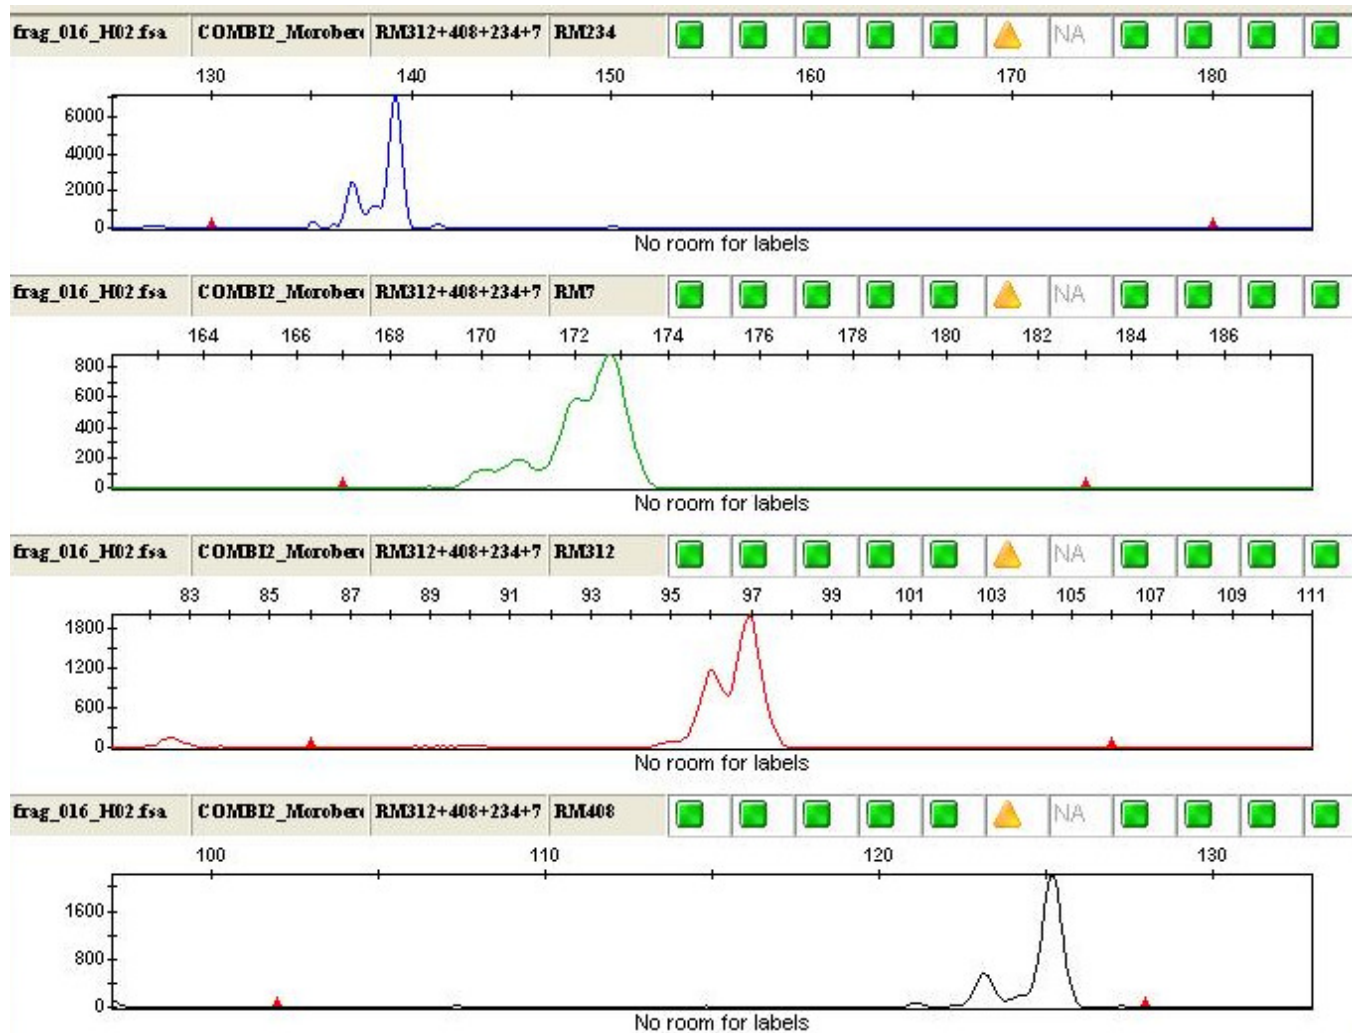 frag_016_H02.fsa COMBI2_Morobere RM312+408+234+7 RM234 NA
130 140 150 160 170 180
6000
4000
2000
0
No room for labels
frag_016_H02.fsa COMBI2_Morobere RM312+408+234+7 RM7 NA
164 166 168 170 172 174 176 178 180 182 184 186
800
600
400
200
0
No room for labels
frag_016_H02.fsa COMBI2_Morobere RM312+408+234+7 RM312 NA
83 85 87 89 91 93 95 97 99 101 103 105 107 109 111
1800
1200
600
0
No room for labels
frag_016_H02.fsa COMBI2_Morobere RM312+408+234+7 RM408 NA
100 110 120 130
1600
800
0
No room for labels